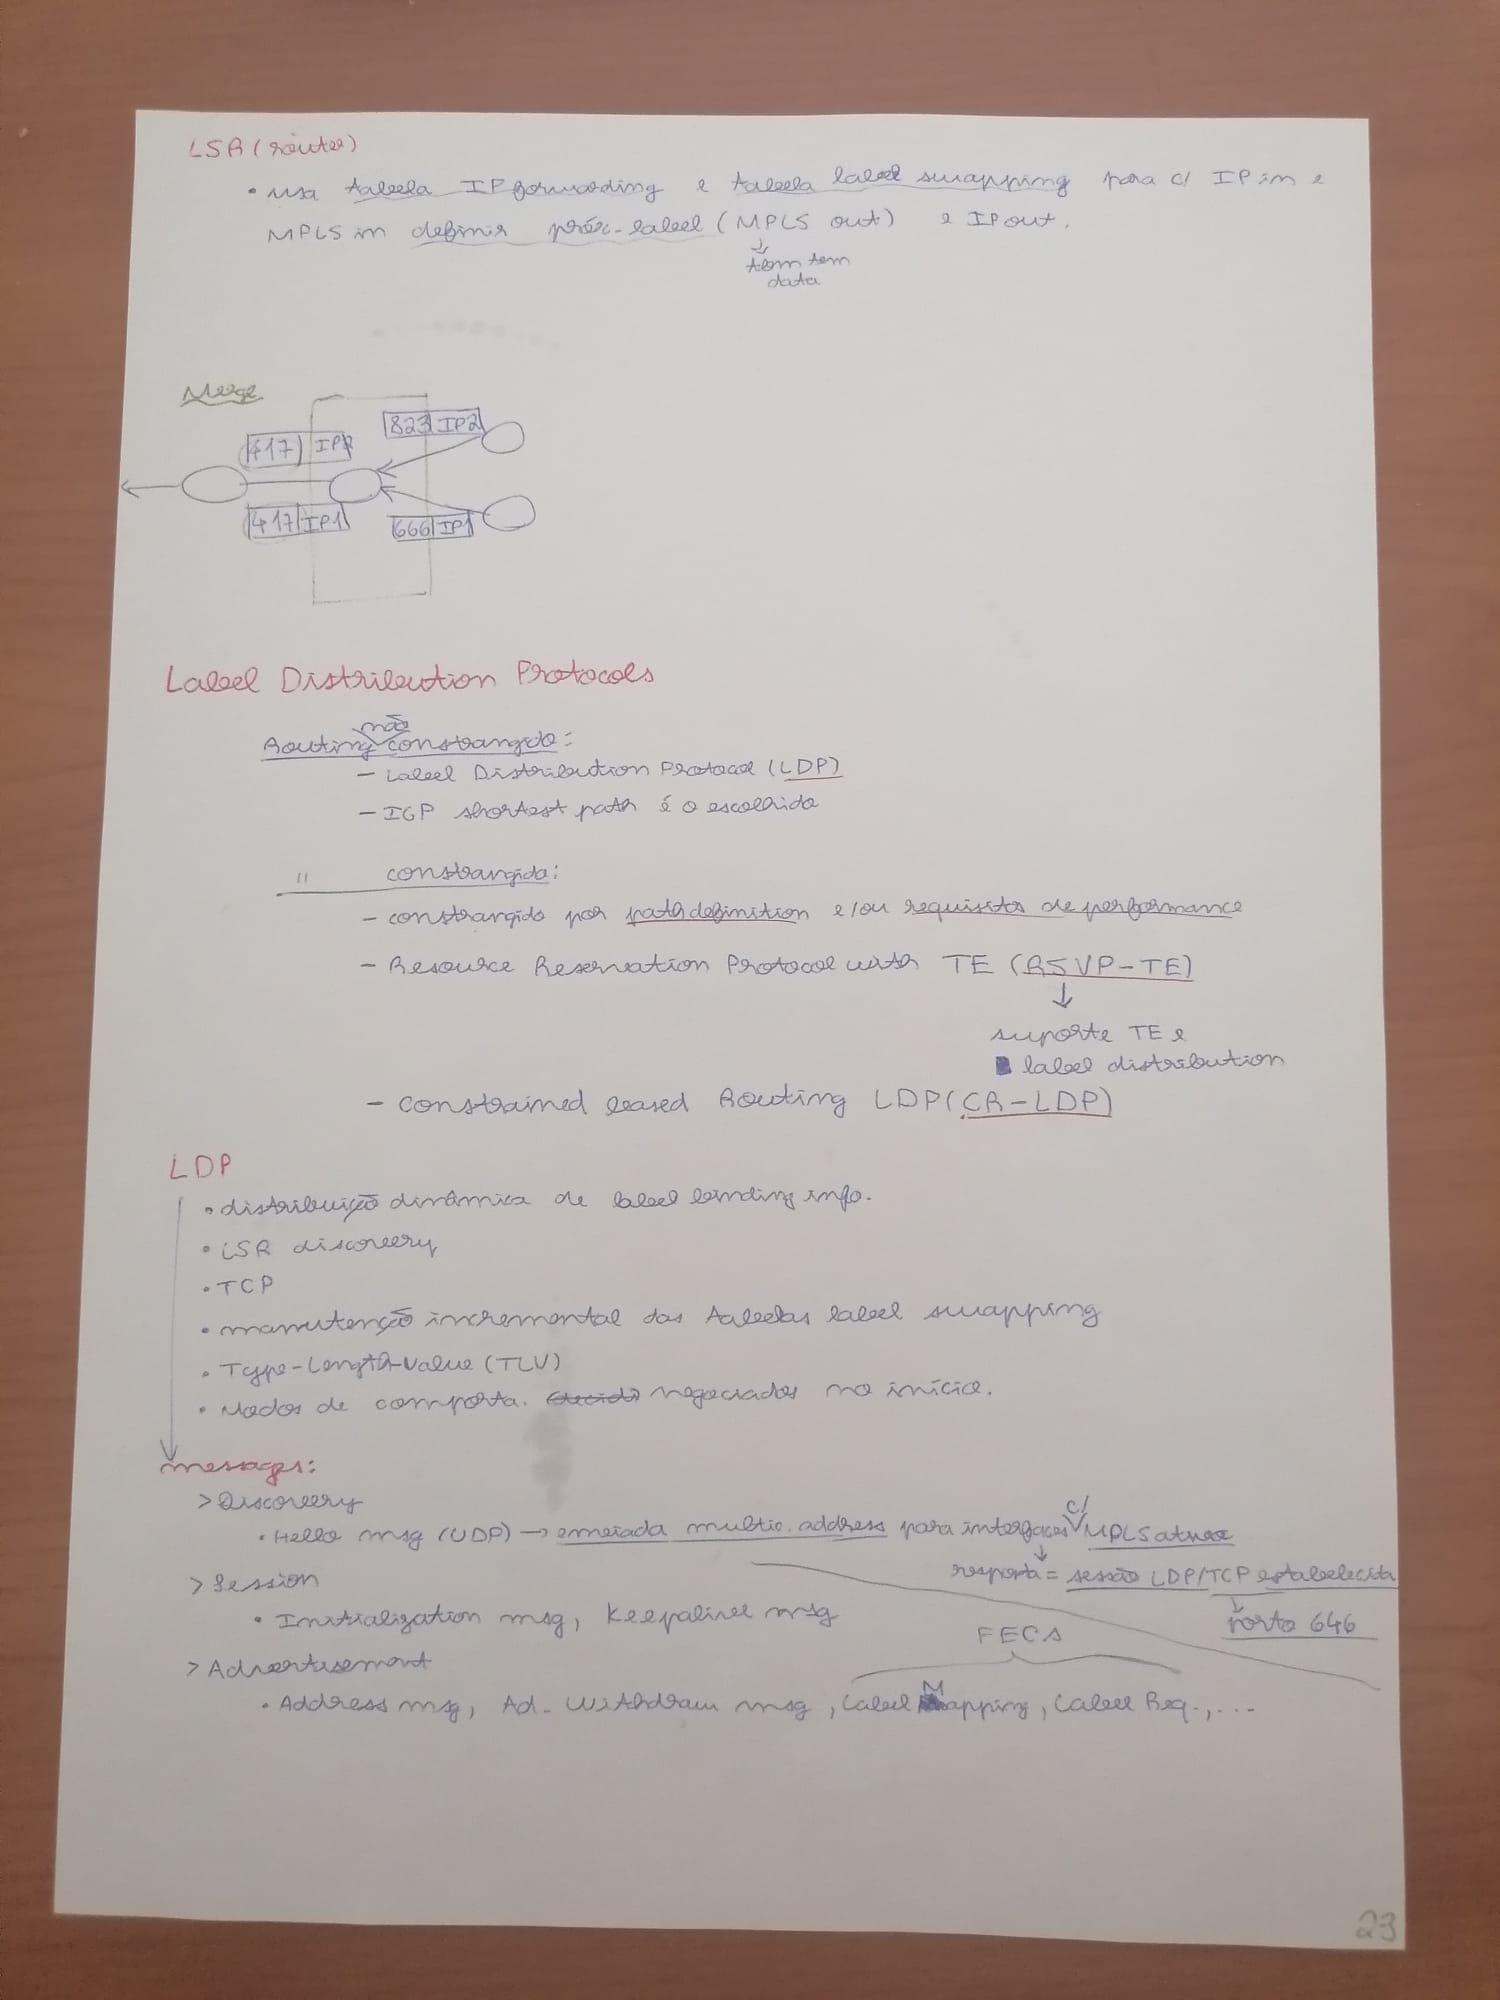 LSR (router)
• usa tabela IP forwarding e tabela label swapping para c/ IP in e
MPLS in definir próx. label (MPLS out) e IP out.
↓
tbm tem
data
Merge
823 IP2
417 IP2
417 IP1
666 IP1
Label Distribution Protocols
Routing não constrangido:
- Label Distribution Protocol (LDP)
- IGP shortest path é o escolhido
" constrangido:
- constrangido por path definition e/ou requisitos de performance
- Resource Reservation Protocol with TE (RSVP-TE)
↓
suporte TE e
label distribution
- Constrained based Routing LDP (CR-LDP)
LDP
• distribuição dinâmica de label binding info.
• LSR discovery
• TCP
• manutenção incremental das tabelas label swapping
• Type-Length-Value (TLV)
• Modos de comporta. negociados no início.
messages:
> Discovery
• Hello msg (UDP) → enviada multic. address para interfaces c/ MPLS ativo
↓
resposta = sessão LDP/TCP estabelecida
↓
Porto 646
> Session
• Initialization msg, KeepAlive msg
FECs
> Advertisement
• Address msg, Ad. Withdraw msg, Label Mapping, Label Req., ...
23